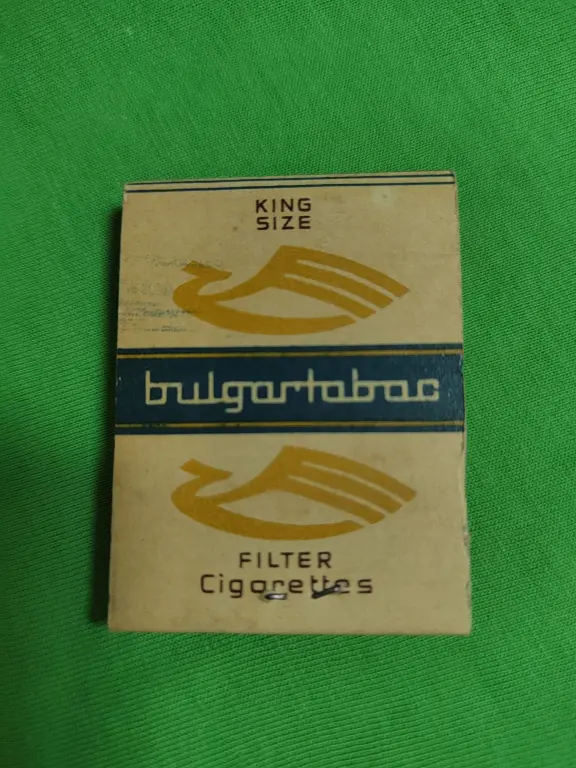 KING
SIZE
bulgartabac
FILTER
Cigarettes